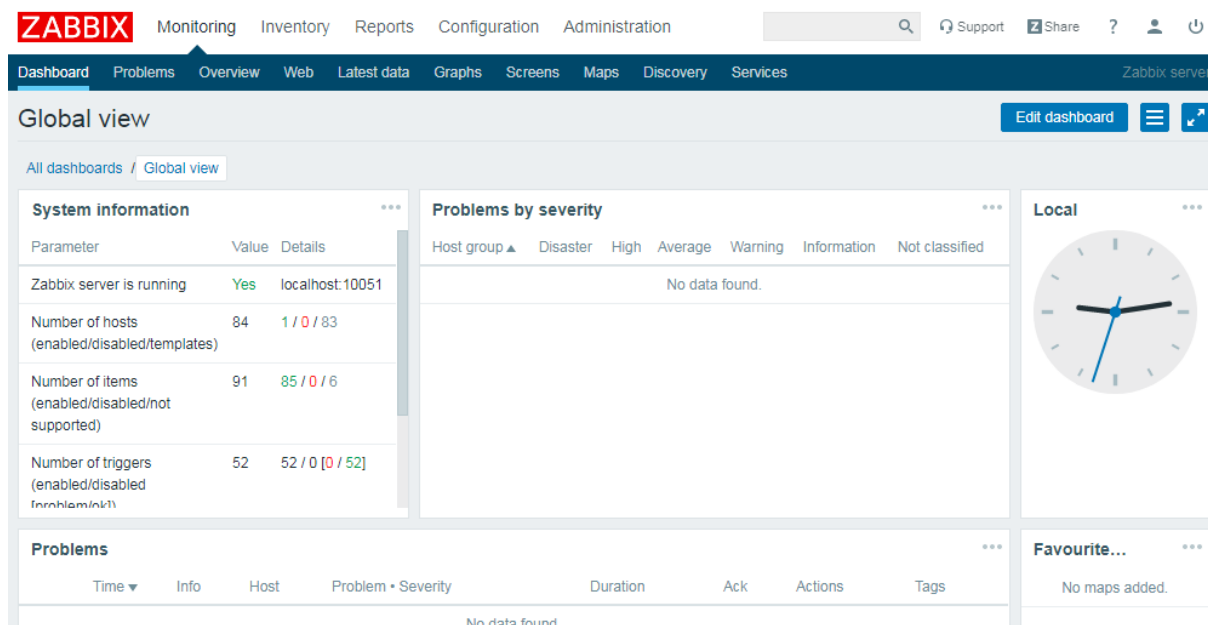 ZABBIX Monitoring Inventory Reports Configuration Administration Support Z Share ?
Dashboard Problems Overview Web Latest data Graphs Screens Maps Discovery Services Zabbix server
Global view Edit dashboard
All dashboards / Global view
System information
Parameter Value Details
Zabbix server is running Yes localhost:10051
Number of hosts 84 1 / 0 / 83
(enabled/disabled/templates)
Number of items 91 85 / 0 / 6
(enabled/disabled/not
supported)
Number of triggers 52 52 / 0 [0 / 52]
(enabled/disabled
[problem/ok])
Problems by severity
Host group ▲ Disaster High Average Warning Information Not classified
No data found.
Local
Problems
Time ▼ Info Host Problem • Severity Duration Ack Actions Tags
No data found.
Favourite...
No maps added.